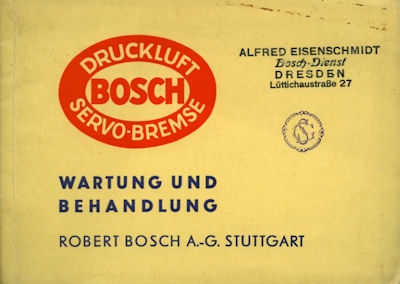 DRUCKLUFT
BOSCH
SERVO-BREMSE
ALFRED EISENSCHMIDT
Bosch-Dienst
DRESDEN
Lüttichaustraße 27
WARTUNG UND
BEHANDLUNG
ROBERT BOSCH A.-G. STUTTGART